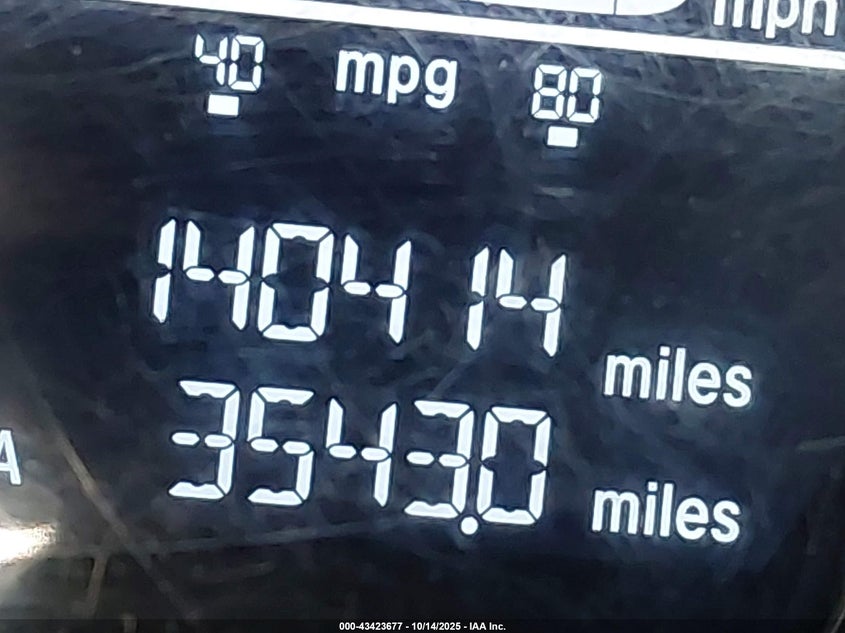 mph
40 mpg 80
140414 miles
A 3543.0 miles
000-43423677 - 10/14/2025 - IAA Inc.